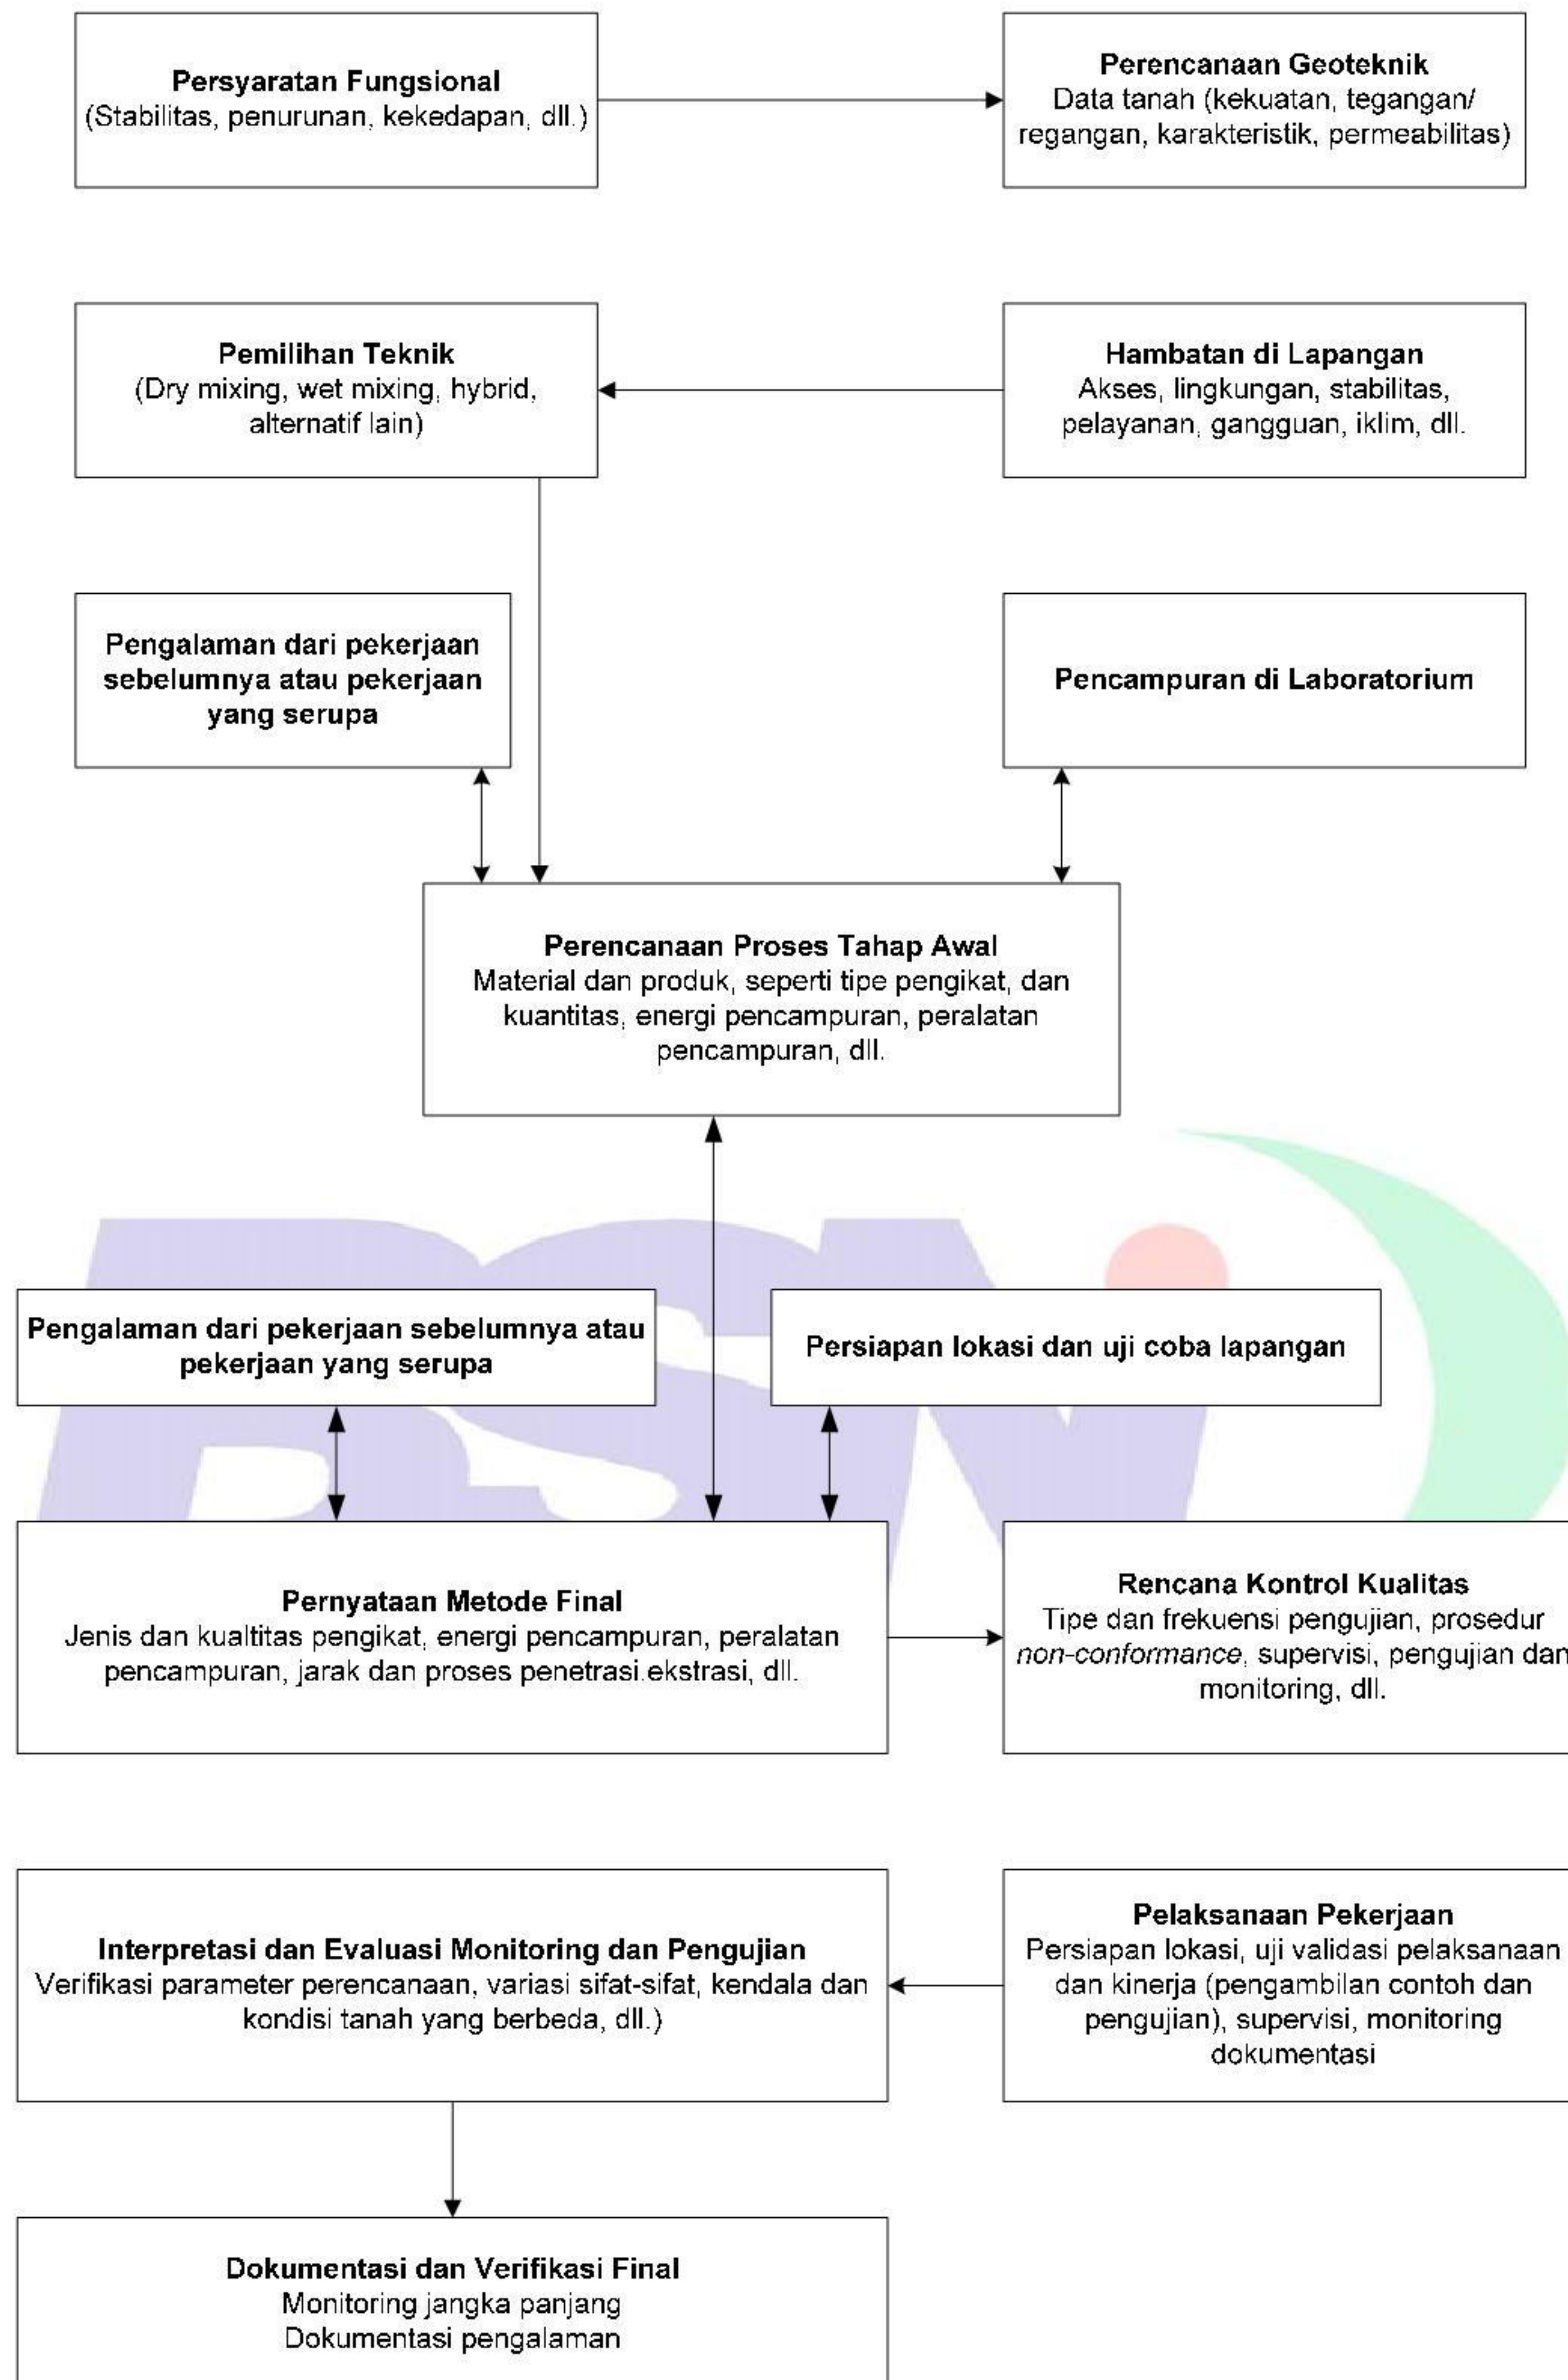 Persyaratan Fungsional
(Stabilitas, penurunan, kekedapan, dll.)
Perencanaan Geoteknik
Data tanah (kekuatan, tegangan/
regangan, karakteristik, permeabilitas)
Pemilihan Teknik
(Dry mixing, wet mixing, hybrid,
alternatif lain)
Hambatan di Lapangan
Akses, lingkungan, stabilitas,
pelayanan, gangguan, iklim, dll.
Pengalaman dari pekerjaan
sebelumnya atau pekerjaan
yang serupa
Pencampuran di Laboratorium
Perencanaan Proses Tahap Awal
Material dan produk, seperti tipe pengikat, dan
kuantitas, energi pencampuran, peralatan
pencampuran, dll.
BSN
Pengalaman dari pekerjaan sebelumnya atau
pekerjaan yang serupa
Persiapan lokasi dan uji coba lapangan
Pernyataan Metode Final
Jenis dan kualtitas pengikat, energi pencampuran, peralatan
pencampuran, jarak dan proses penetrasi.ekstrasi, dll.
Rencana Kontrol Kualitas
Tipe dan frekuensi pengujian, prosedur
non-conformance, supervisi, pengujian dan
monitoring, dll.
Interpretasi dan Evaluasi Monitoring dan Pengujian
Verifikasi parameter perencanaan, variasi sifat-sifat, kendala dan
kondisi tanah yang berbeda, dll.)
Pelaksanaan Pekerjaan
Persiapan lokasi, uji validasi pelaksanaan
dan kinerja (pengambilan contoh dan
pengujian), supervisi, monitoring
dokumentasi
Dokumentasi dan Verifikasi Final
Monitoring jangka panjang
Dokumentasi pengalaman